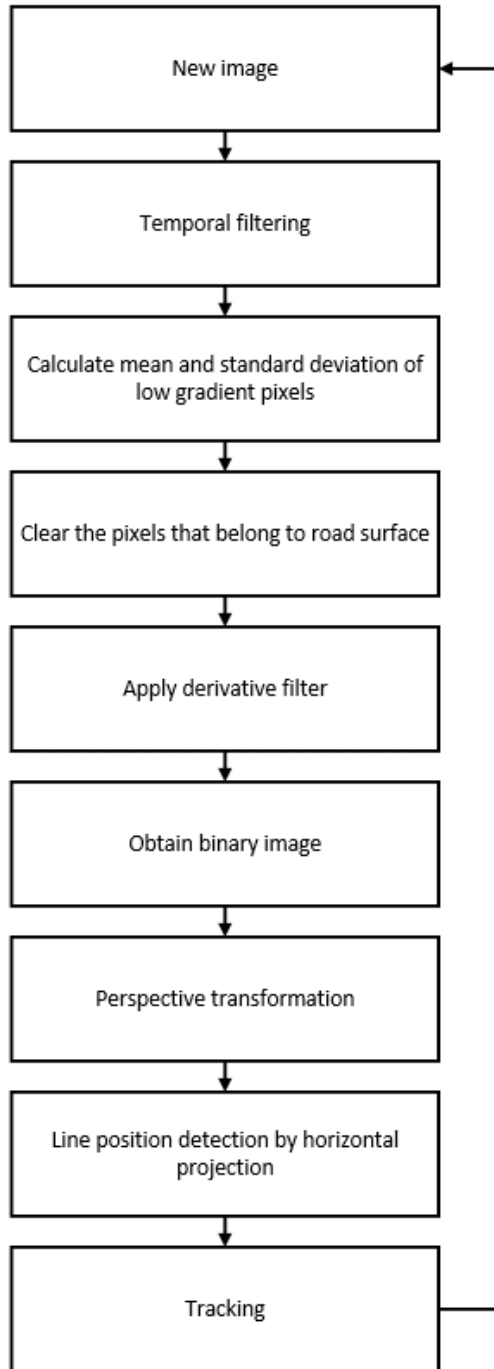 New image
Temporal filtering
Calculate mean and standard deviation of
low gradient pixels
Clear the pixels that belong to road surface
Apply derivative filter
Obtain binary image
Perspective transformation
Line position detection by horizontal
projection
Tracking